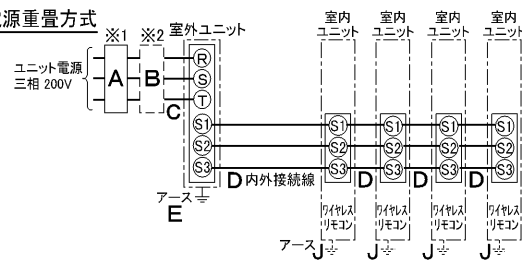 源重畳方式
※1 ※2 室外ユニット
室内ユニット 室内ユニット 室内ユニット 室内ユニット
ユニット電源
三相 200V
A B C
R
S
T
S1 S1 S1 S1 S1
S2 S2 S2 S2 S2
S3 S3 S3 S3 S3
D 内外接続線 D D D
アース
E
ワイヤレスリモコン ワイヤレスリモコン ワイヤレスリモコン ワイヤレスリモコン
アース J J J J